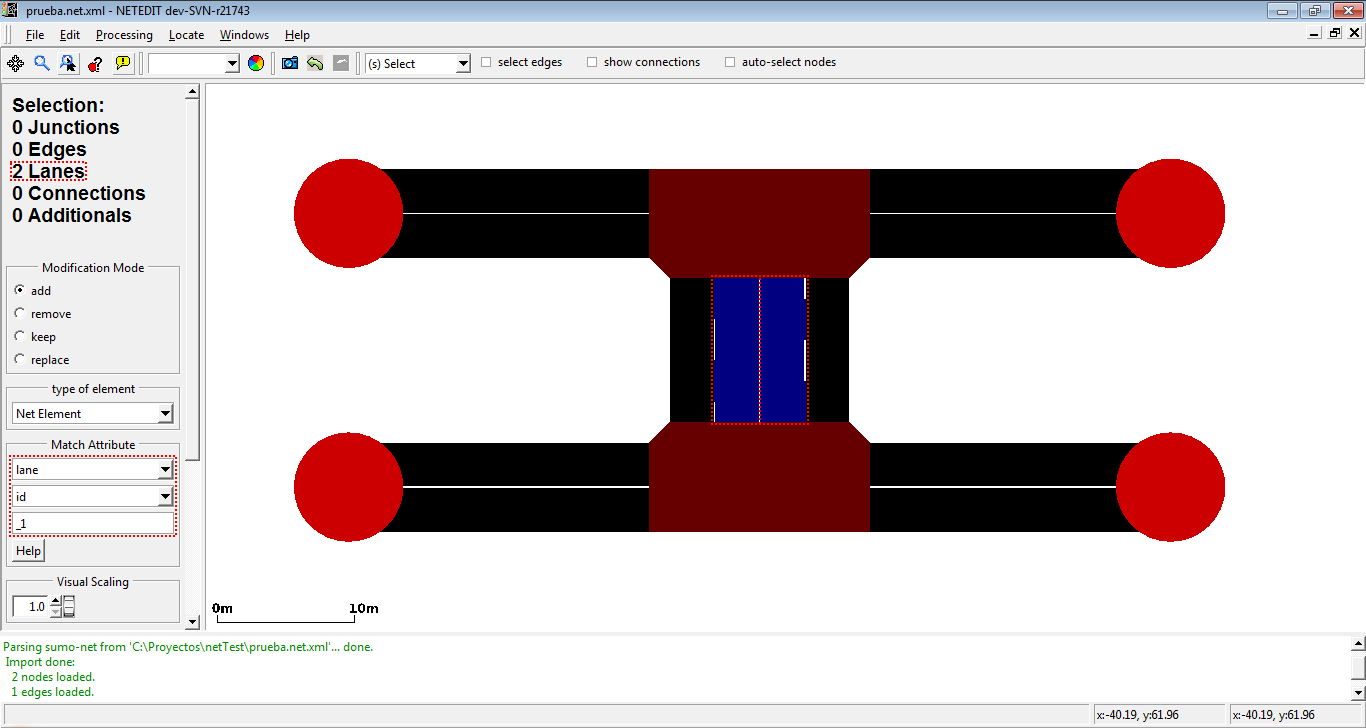 prueba.net.xml - NETEDIT dev-SVN-r21743
File Edit Processing Locate Windows Help
(s) Select select edges show connections auto-select nodes
Selection:
0 Junctions
0 Edges
2 Lanes
0 Connections
0 Additionals
Modification Mode
add
remove
keep
replace
type of element
Net Element
Match Attribute
lane
id
_1
Help
Visual Scaling
1.0
0m 10m
Parsing sumo-net from 'C:\Proyectos\netTest\prueba.net.xml'... done.
Import done:
2 nodes loaded.
1 edges loaded.
x:-40.19, y:61.96 x:-40.19, y:61.96